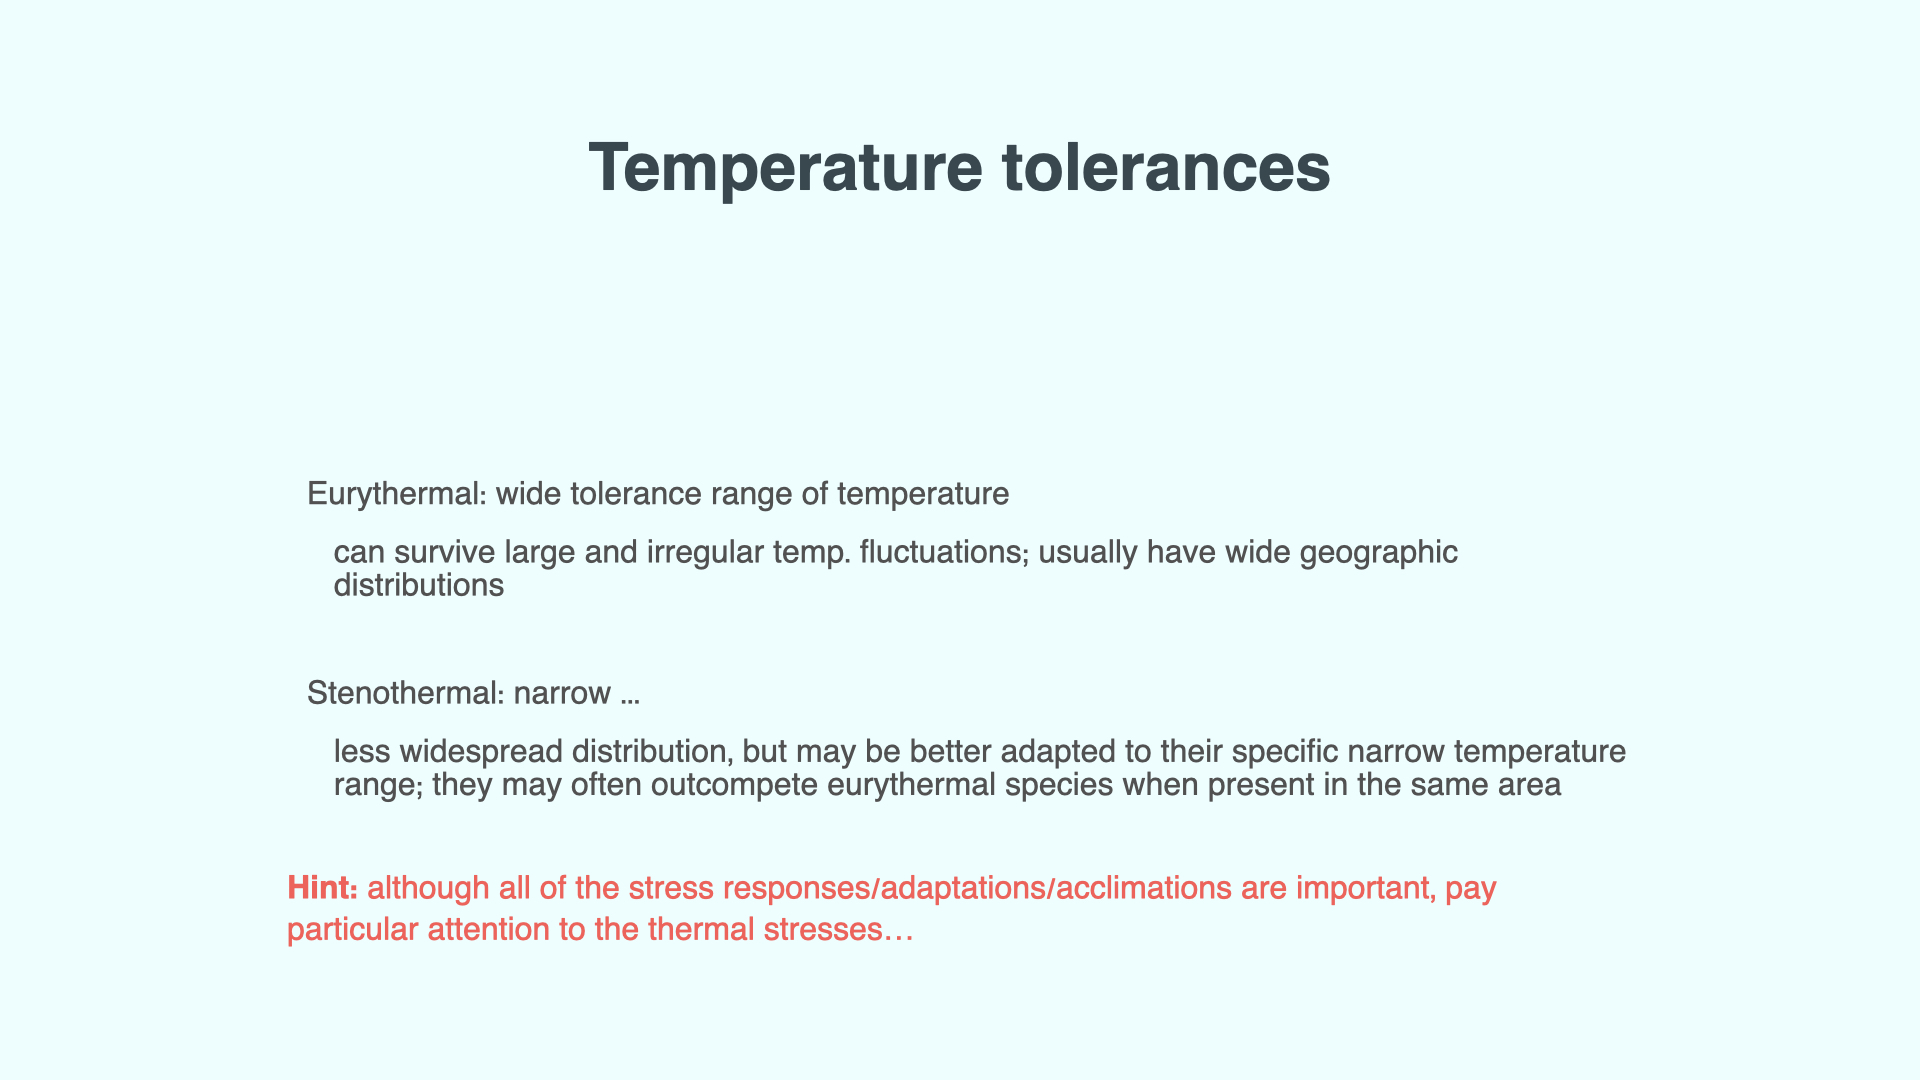 Temperature tolerances
Eurythermal: wide tolerance range of temperature
can survive large and irregular temp. fluctuations; usually have wide geographic
distributions
Stenothermal: narrow ...
less widespread distribution, but may be better adapted to their specific narrow temperature
range; they may often outcompete eurythermal species when present in the same area
Hint: although all of the stress responses/adaptations/acclimations are important, pay
particular attention to the thermal stresses…